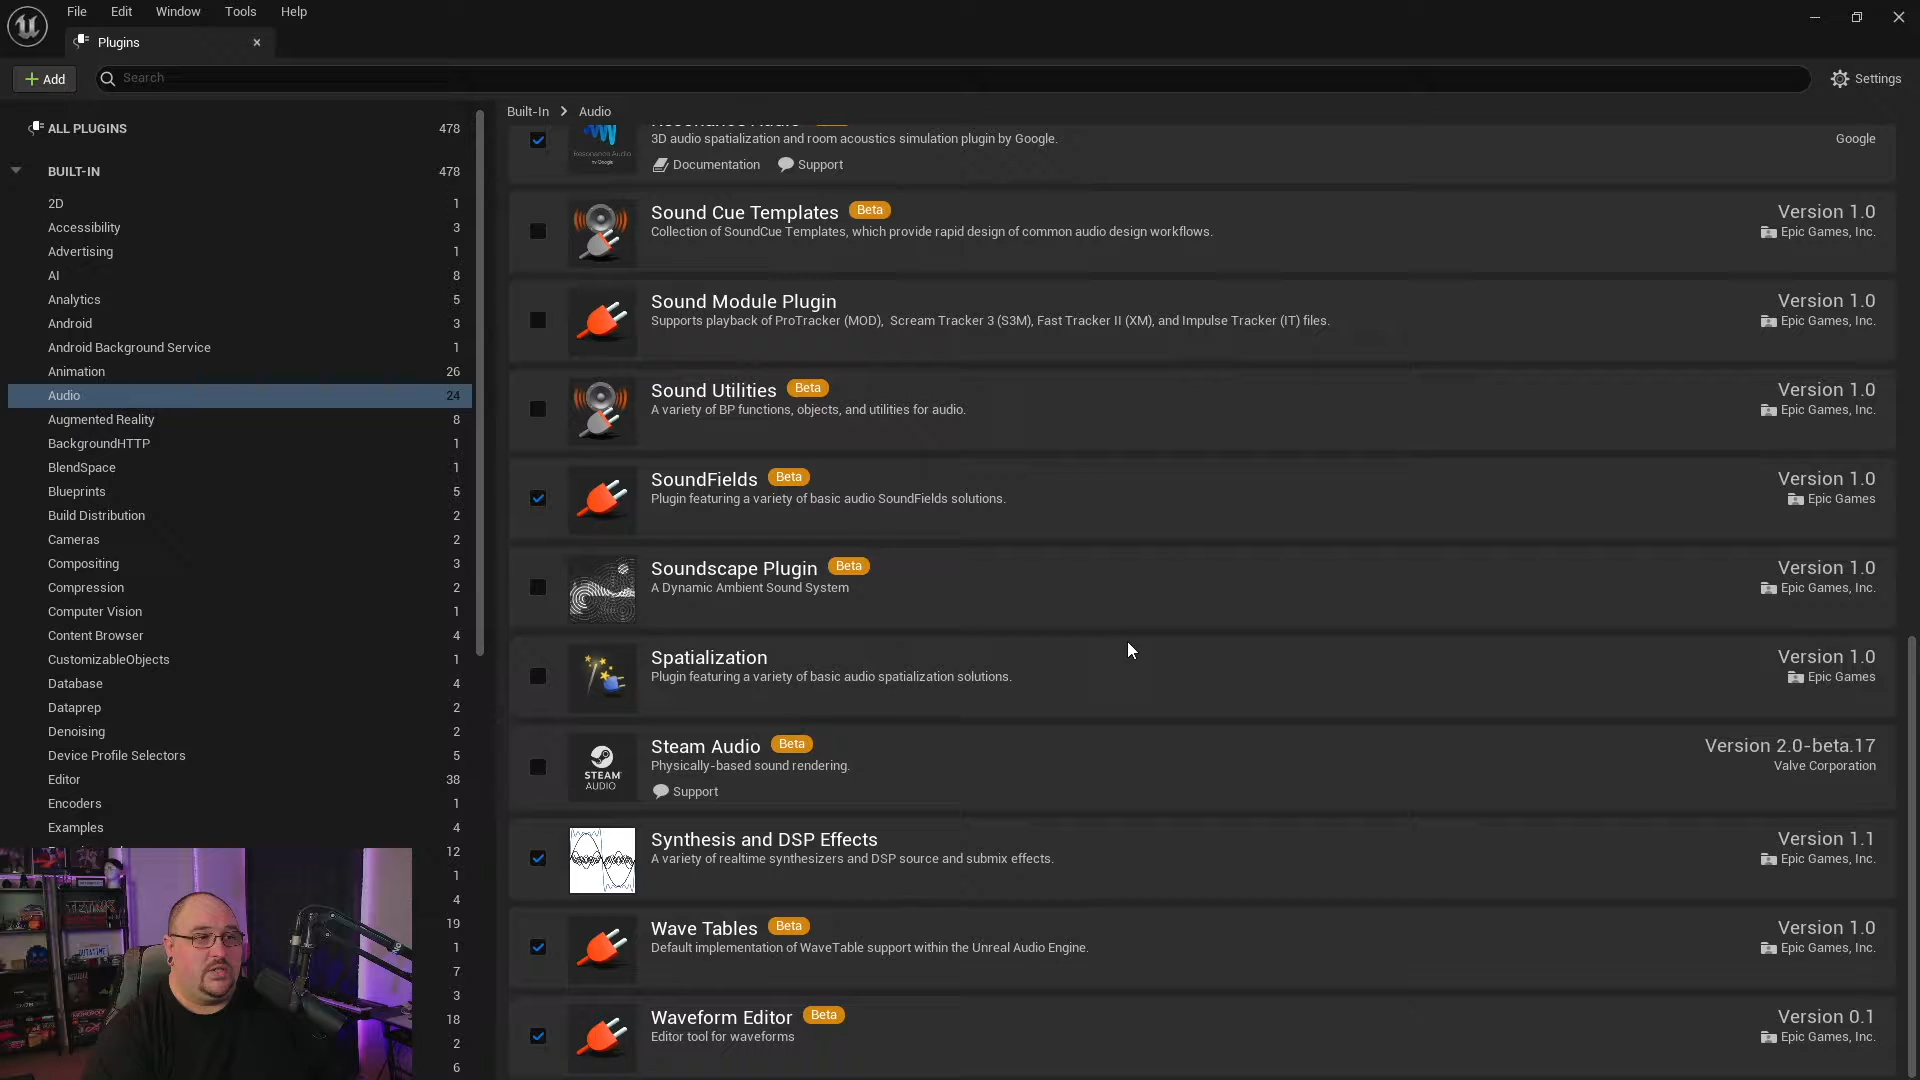 File Edit Window Tools Help
Plugins
Add
Search
Settings
ALL PLUGINS 478
BUILT-IN 478
2D 1
Accessibility 3
Advertising 1
AI 8
Analytics 5
Android 3
Android Background Service 1
Animation 26
Audio 24
Augmented Reality 8
BackgroundHTTP 1
BlendSpace 1
Blueprints 5
Build Distribution 2
Cameras 2
Compositing 3
Compression 2
Computer Vision 1
Content Browser 4
CustomizableObjects 1
Database 4
Dataprep 2
Denoising 2
Device Profile Selectors 5
Editor 38
Encoders 1
Examples 4
12
1
4
19
1
7
3
18
2
6
Built-In > Audio
3D audio spatialization and room acoustics simulation plugin by Google.
Google
Documentation Support
Sound Cue Templates Beta
Collection of SoundCue Templates, which provide rapid design of common audio design workflows.
Version 1.0
Epic Games, Inc.
Sound Module Plugin
Supports playback of ProTracker (MOD), Scream Tracker 3 (S3M), Fast Tracker II (XM), and Impulse Tracker (IT) files.
Version 1.0
Epic Games, Inc.
Sound Utilities Beta
A variety of BP functions, objects, and utilities for audio.
Version 1.0
Epic Games, Inc.
SoundFields Beta
Plugin featuring a variety of basic audio SoundFields solutions.
Version 1.0
Epic Games
Soundscape Plugin Beta
A Dynamic Ambient Sound System
Version 1.0
Epic Games, Inc.
Spatialization
Plugin featuring a variety of basic audio spatialization solutions.
Version 1.0
Epic Games
STEAM
AUDIO
Steam Audio Beta
Physically-based sound rendering.
Support
Version 2.0-beta.17
Valve Corporation
Synthesis and DSP Effects
A variety of realtime synthesizers and DSP source and submix effects.
Version 1.1
Epic Games, Inc.
Wave Tables Beta
Default implementation of WaveTable support within the Unreal Audio Engine.
Version 1.0
Epic Games, Inc.
Waveform Editor Beta
Editor tool for waveforms
Version 0.1
Epic Games, Inc.